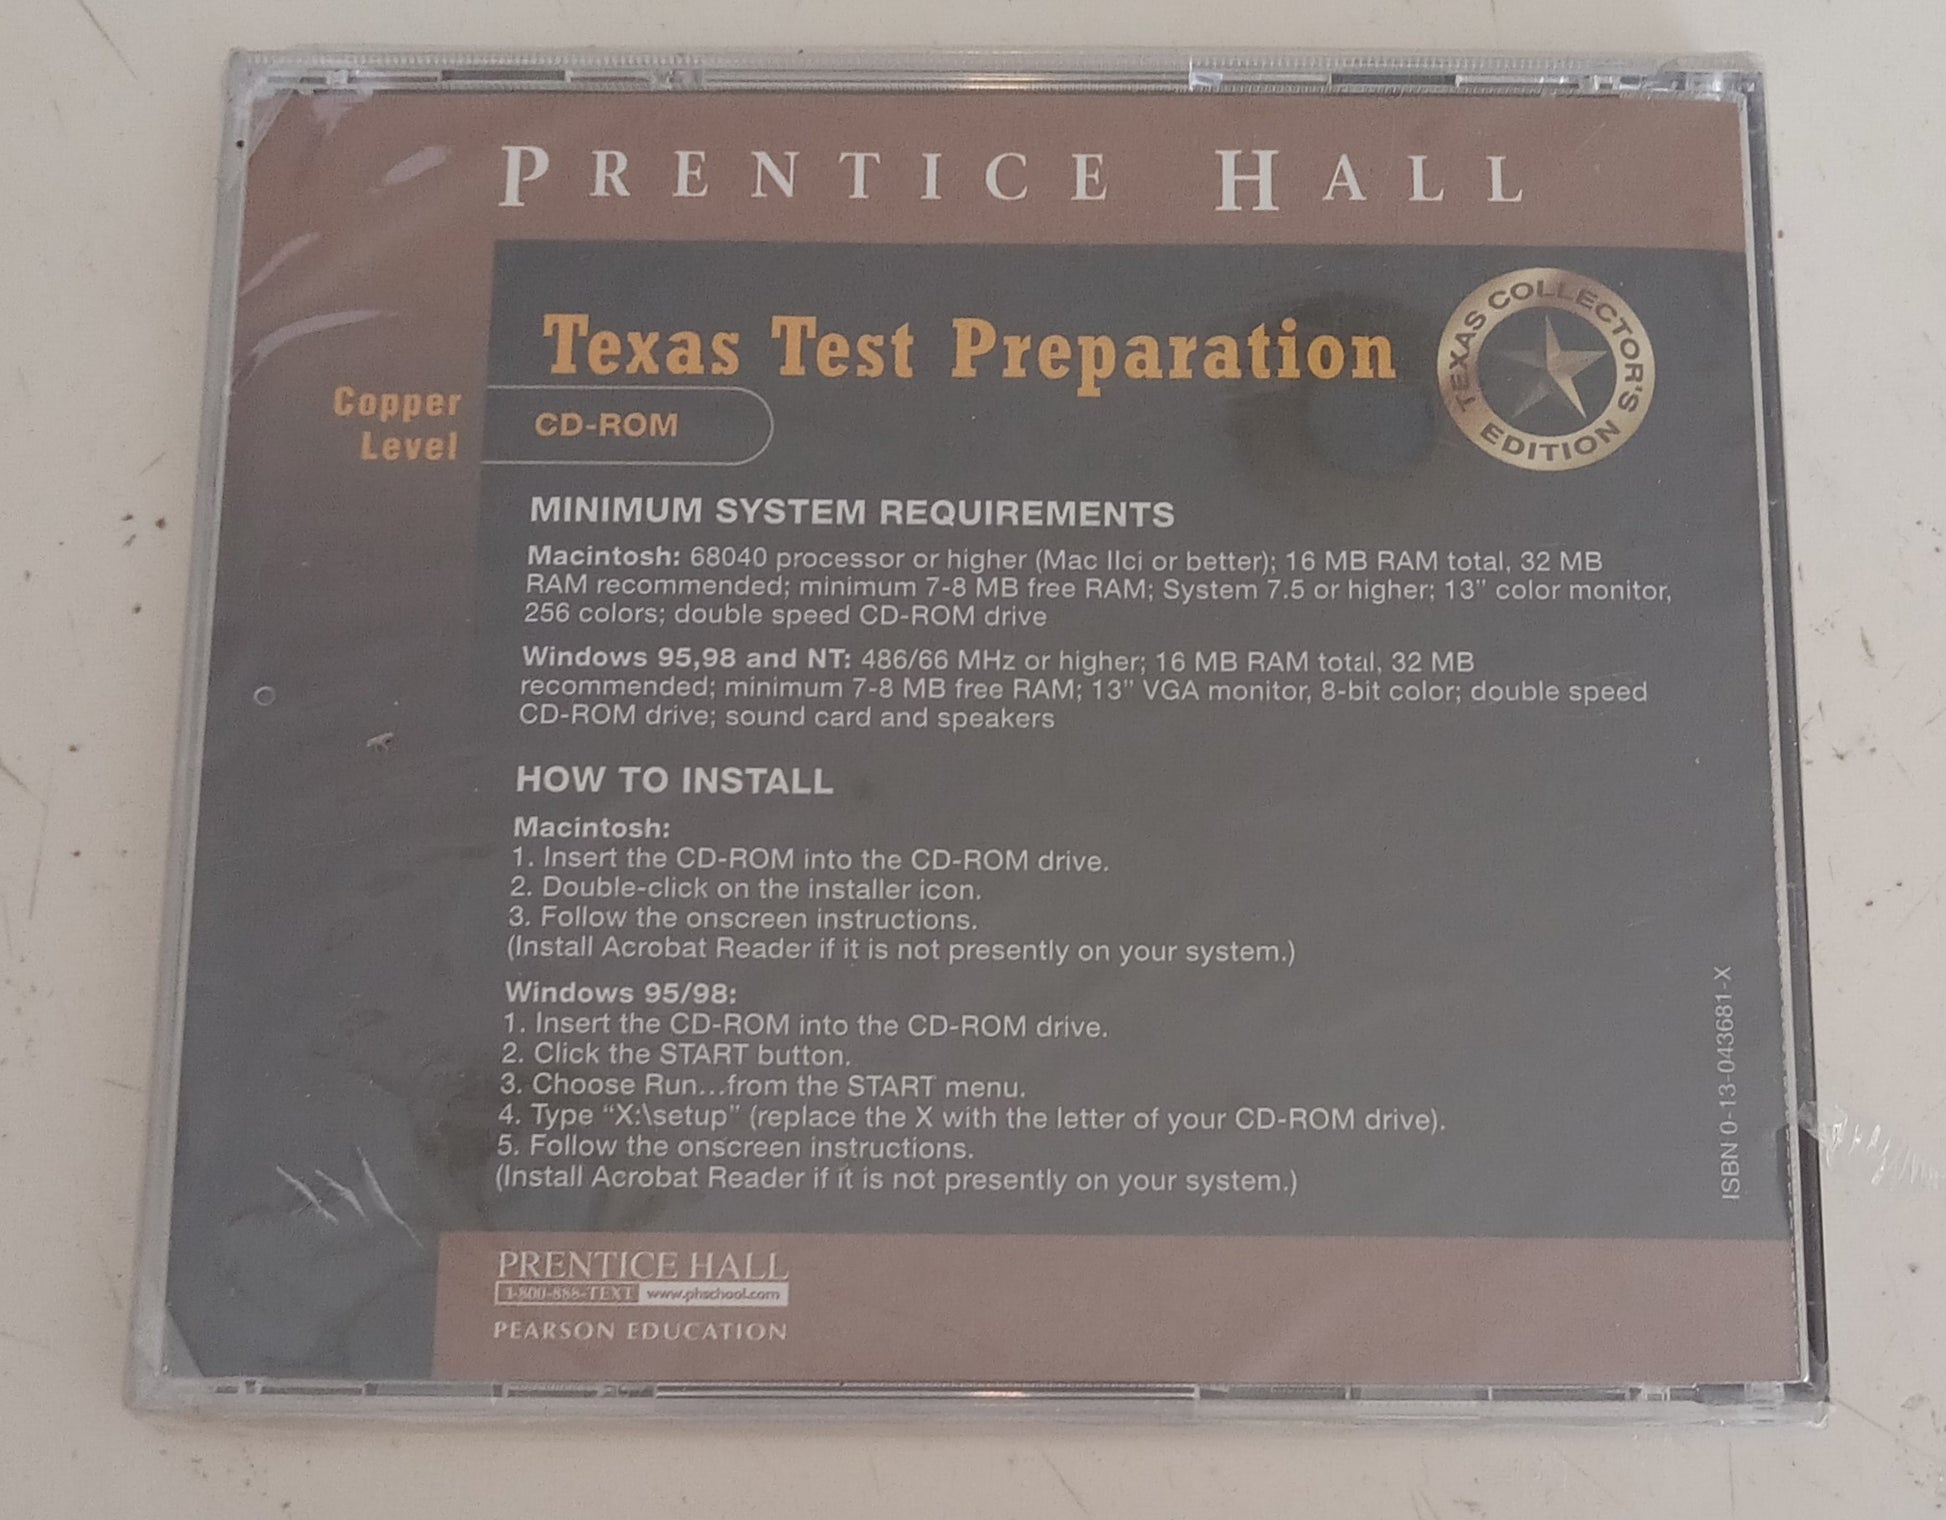 PRENTICE HALL
Texas Test Preparation
TEXAS COLLECTOR'S EDITION
Copper
Level
CD-ROM
MINIMUM SYSTEM REQUIREMENTS
Macintosh: 68040 processor or higher (Mac IIci or better); 16 MB RAM total, 32 MB
RAM recommended; minimum 7-8 MB free RAM; System 7.5 or higher; 13" color monitor,
256 colors; double speed CD-ROM drive
Windows 95,98 and NT: 486/66 MHz or higher; 16 MB RAM total, 32 MB
recommended; minimum 7-8 MB free RAM; 13" VGA monitor, 8-bit color; double speed
CD-ROM drive; sound card and speakers
HOW TO INSTALL
Macintosh:
1. Insert the CD-ROM into the CD-ROM drive.
2. Double-click on the installer icon.
3. Follow the onscreen instructions.
(Install Acrobat Reader if it is not presently on your system.)
Windows 95/98:
1. Insert the CD-ROM into the CD-ROM drive.
2. Click the START button.
3. Choose Run...from the START menu.
4. Type “X:\setup” (replace the X with the letter of your CD-ROM drive).
5. Follow the onscreen instructions.
(Install Acrobat Reader if it is not presently on your system.)
ISBN 0-13-043681-X
PRENTICE HALL
1-800-888-TEXT www.phschool.com
PEARSON EDUCATION